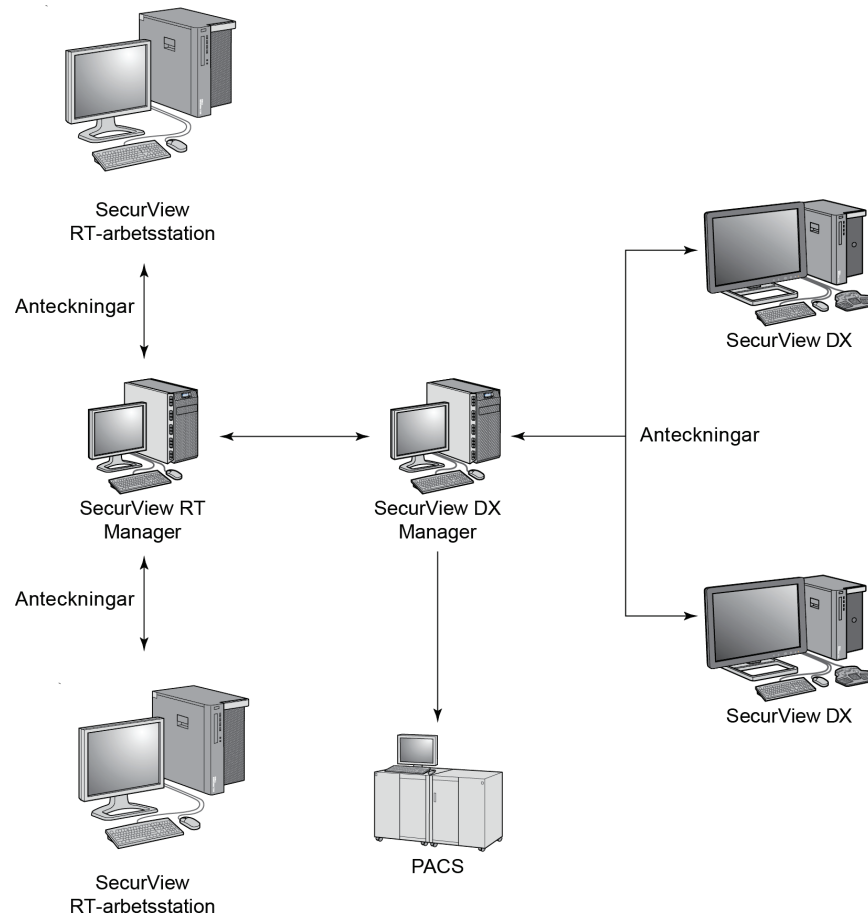 SecurView
RT-arbetsstation
Anteckningar
SecurView DX
SecurView RT
Manager
SecurView DX
Manager
Anteckningar
Anteckningar
SecurView DX
PACS
SecurView
RT-arbetsstation